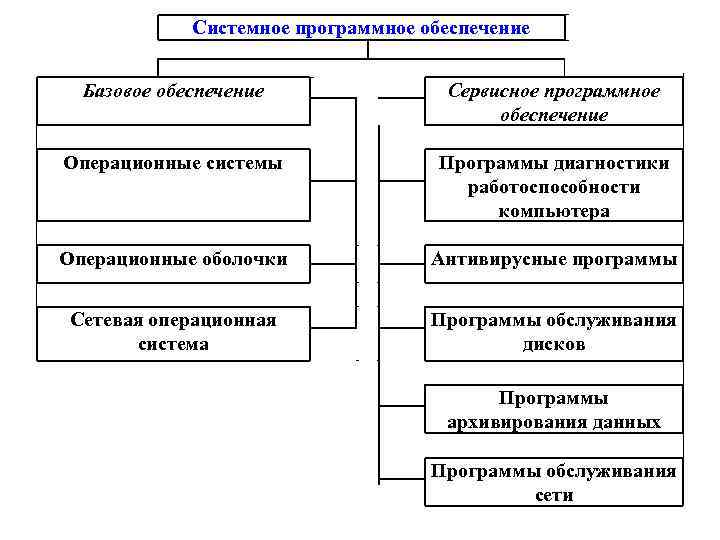 Системное программное обеспечение
Базовое обеспечение
Сервисное программное
обеспечение
Операционные системы
Программы диагностики
работоспособности
компьютера
Операционные оболочки
Антивирусные программы
Сетевая операционная
система
Программы обслуживания
дисков
Программы
архивирования данных
Программы обслуживания
сети